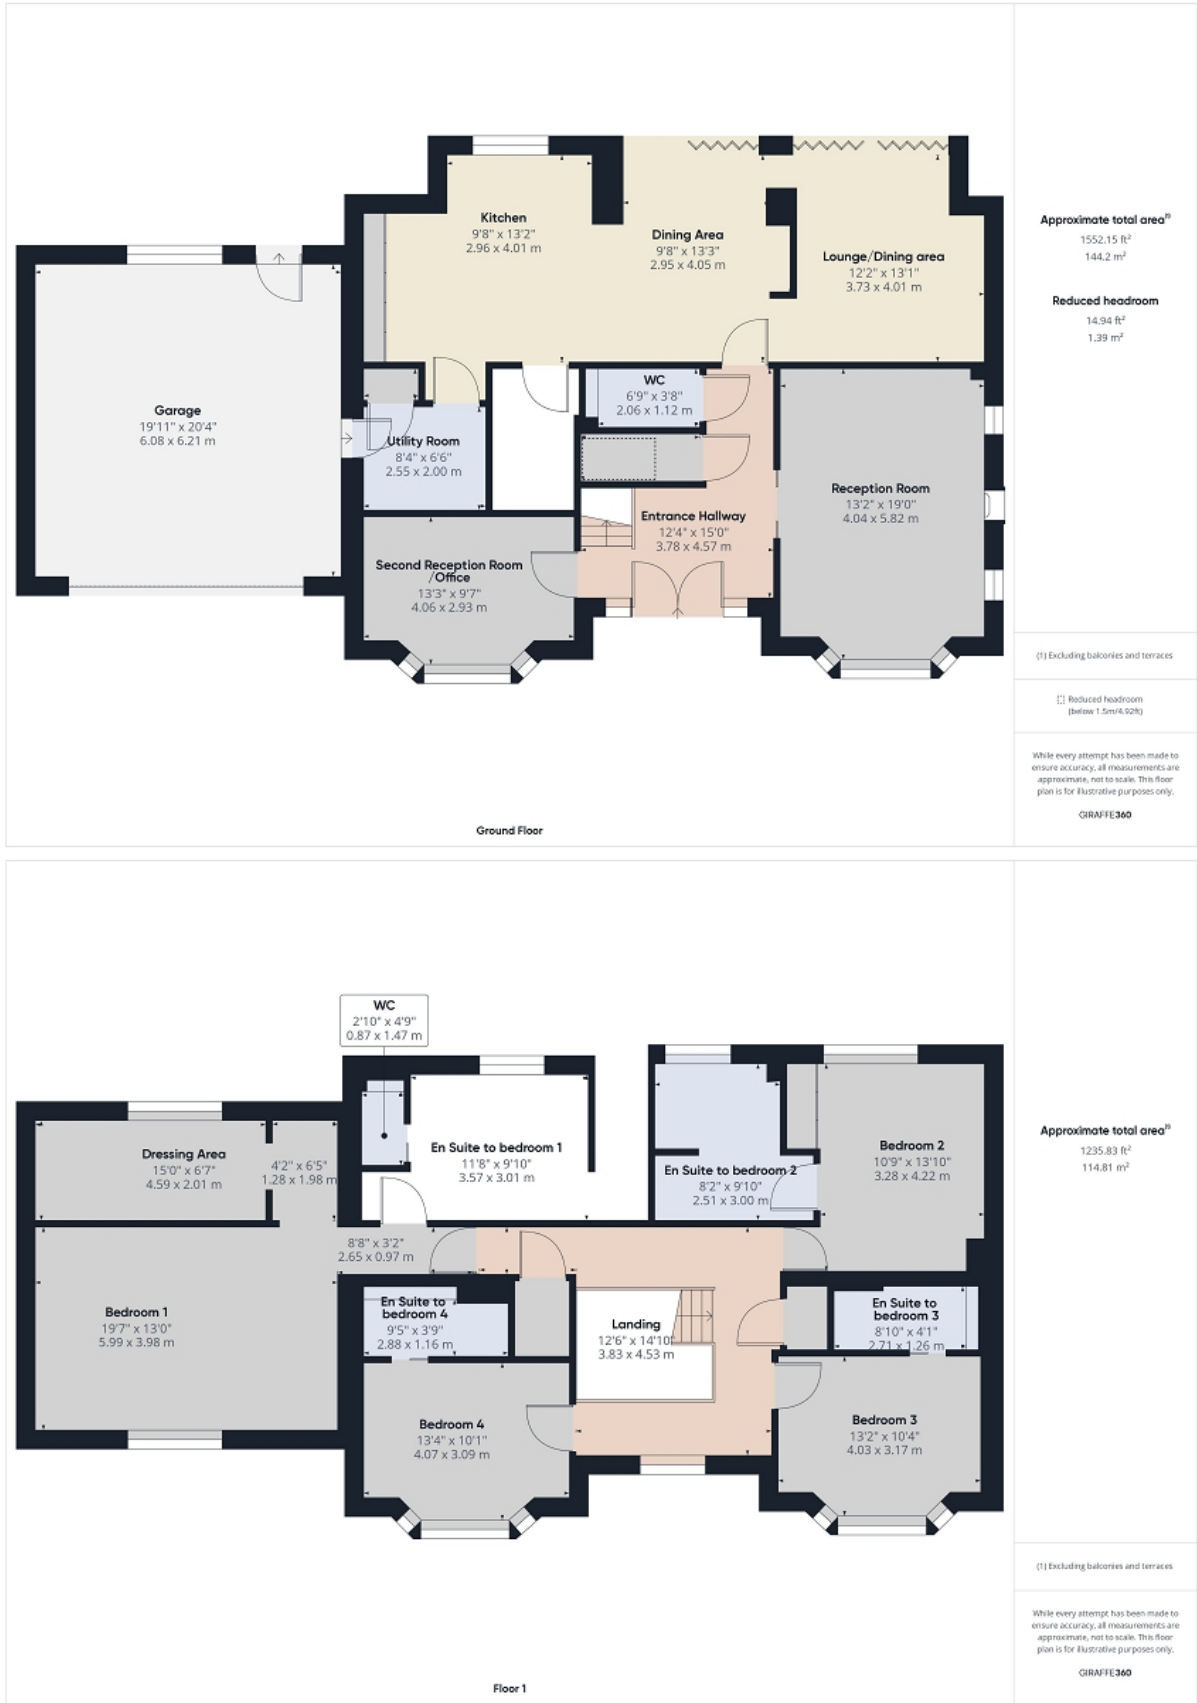 Kitchen
9'8" x 13'2"
2.96 x 4.01 m
Dining Area
9'8" x 13'3"
2.95 x 4.05 m
Lounge/Dining area
12'2" x 13'1"
3.73 x 4.01 m
Garage
19'11" x 20'4"
6.08 x 6.21 m
WC
6'9" x 3'8"
2.06 x 1.12 m
Utility Room
8'4" x 6'6"
2.55 x 2.00 m
Reception Room
13'2" x 19'0"
4.04 x 5.82 m
Entrance Hallway
12'4" x 15'0"
3.78 x 4.57 m
Second Reception Room
/Office
13'3" x 9'7"
4.06 x 2.93 m
Ground Floor
Approximate total area(1)
1552.15 ft²
144.2 m²
Reduced headroom
14.94 ft²
1.39 m²
(1) Excluding balconies and terraces
Reduced headroom
(below 1.5m/4.92ft)
While every attempt has been made to
ensure accuracy, all measurements are
approximate, not to scale. This floor
plan is for illustrative purposes only.
GIRAFFE360
WC
2'10" x 4'9"
0.87 x 1.47 m
En Suite to bedroom 1
11'8" x 9'10"
3.57 x 3.01 m
Dressing Area
15'0" x 6'7"
4.59 x 2.01 m
4'2" x 6'5"
1.28 x 1.98 m
En Suite to bedroom 2
8'2" x 9'10"
2.51 x 3.00 m
Bedroom 2
10'9" x 13'10"
3.28 x 4.22 m
8'8" x 3'2"
2.65 x 0.97 m
Bedroom 1
19'7" x 13'0"
5.99 x 3.98 m
En Suite to
bedroom 4
9'5" x 3'9"
2.88 x 1.16 m
Landing
12'6" x 14'10"
3.83 x 4.53 m
En Suite to
bedroom 3
8'10" x 4'1"
2.71 x 1.26 m
Bedroom 4
13'4" x 10'1"
4.07 x 3.09 m
Bedroom 3
13'2" x 10'4"
4.03 x 3.17 m
Floor 1
Approximate total area(1)
1235.83 ft²
114.81 m²
(1) Excluding balconies and terraces
While every attempt has been made to
ensure accuracy, all measurements are
approximate, not to scale. This floor
plan is for illustrative purposes only.
GIRAFFE360